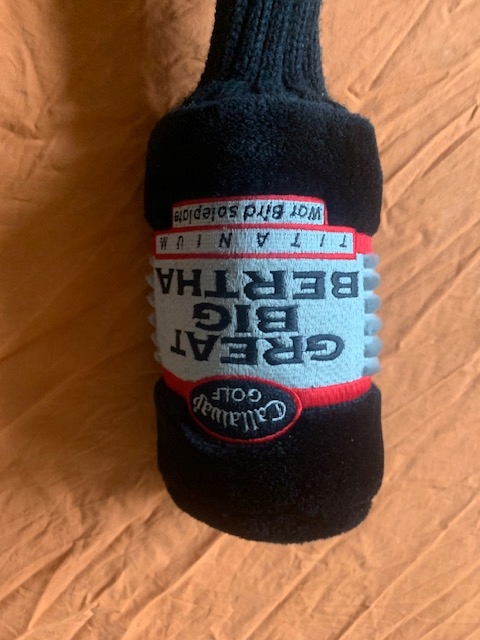 Callaway
GOLF
GREAT
BIG
BERTHA
TITANIUM
War Bird soleplate